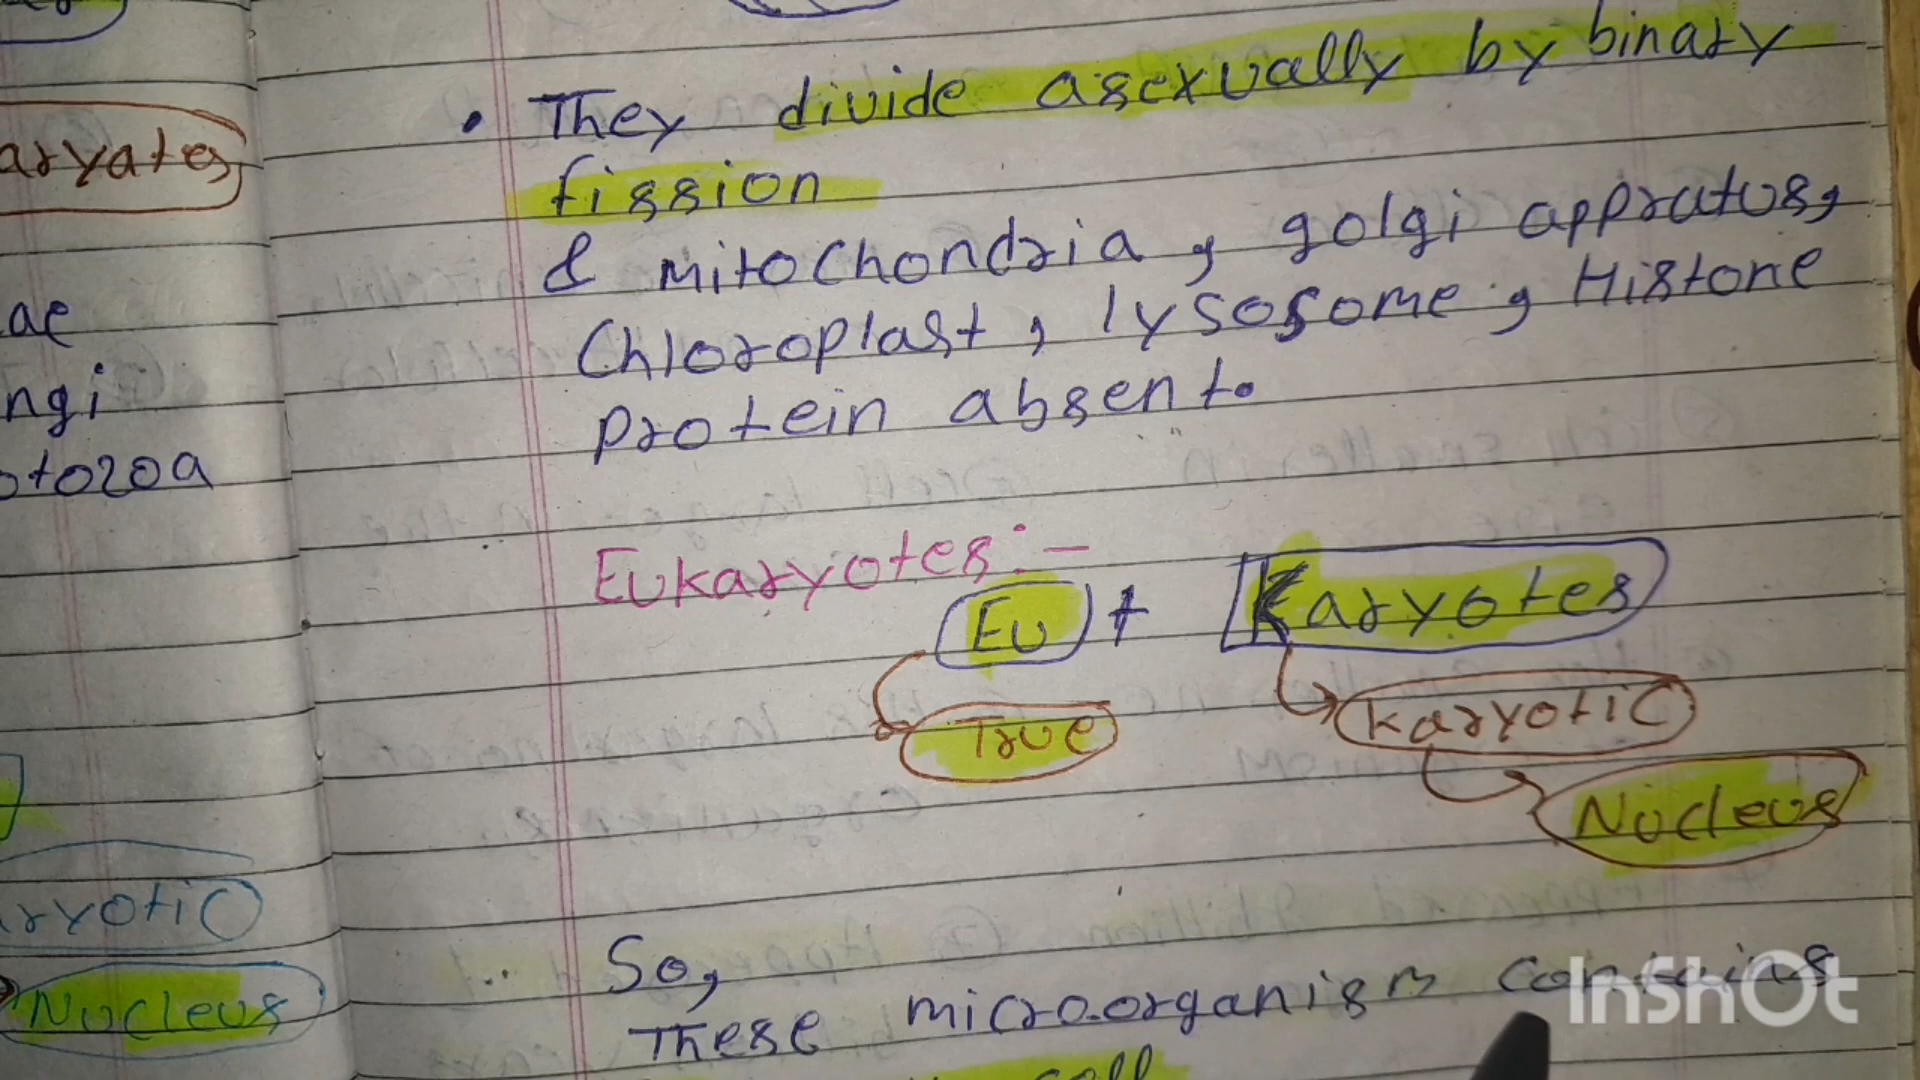 aryates
ae
ngi
otozoa
ryotic
Nucleus
• They divide asexually by binary
fission
& mitochondria, golgi appratus,
Chloroplast, lysosome, Histone
Protein absent.
Eukaryotes:-
Eu + Karyotes
True
karyotic
Nucleus
So,
These microorganism contains
cell
InShOt